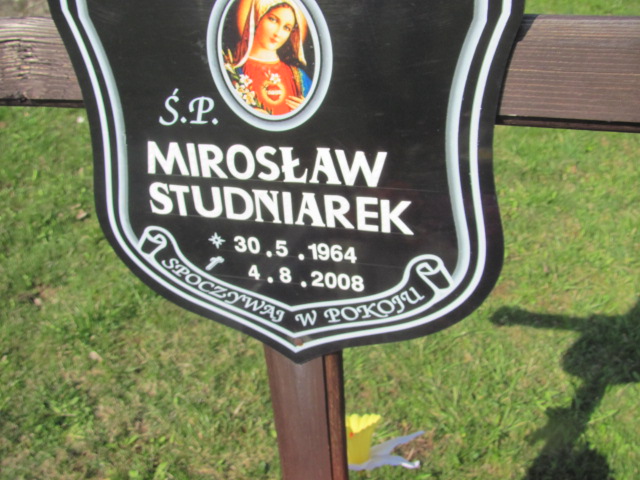 Ś.P.
MIROSŁAW
STUDNIAREK
30.5.1964
4.8.2008
SPOCZYWAJ W POKOJU